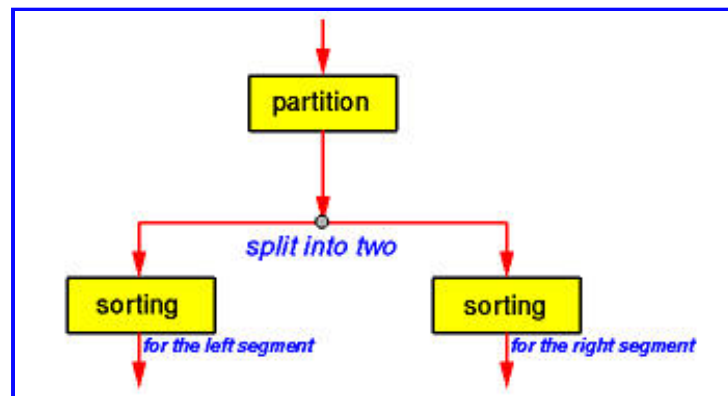 partition
split into two
sorting
sorting
for the left segment
for the right segment